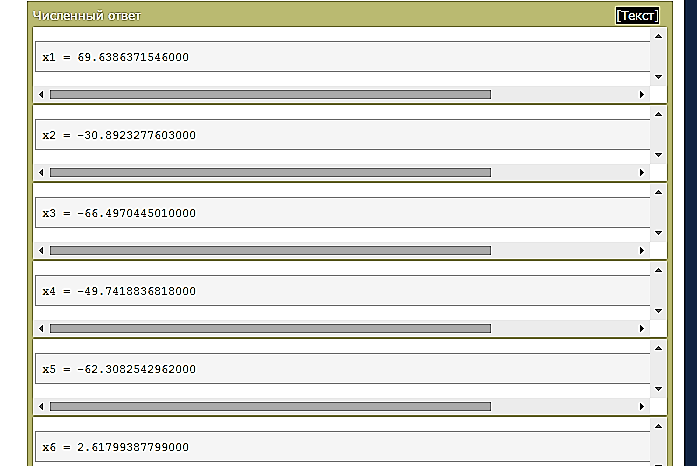 Численный ответ
[Текст]
x1 = 69.6386371546000
x2 = -30.8923277603000
x3 = -66.4970445010000
x4 = -49.7418836818000
x5 = -62.3082542962000
x6 = 2.61799387799000